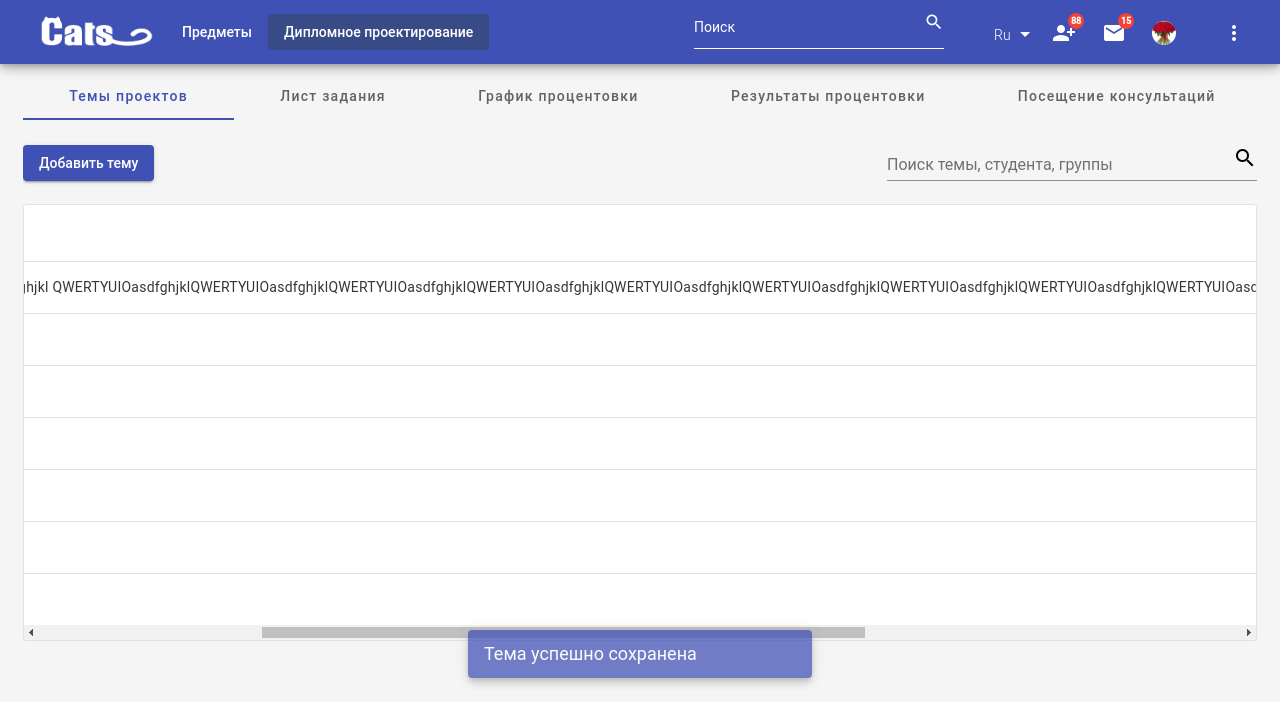 Cats
Предметы
Дипломное проектирование
Поиск
Ru
88
15
Темы проектов
Лист задания
График процентовки
Результаты процентовки
Посещение консультаций
Добавить тему
Поиск темы, студента, группы
hjkl QWERTYUIOasdfghjklQWERTYUIOasdfghjklQWERTYUIOasdfghjklQWERTYUIOasdfghjklQWERTYUIOasdfghjklQWERTYUIOasdfghjklQWERTYUIOasdfghjklQWERTYUIOasdfghjklQWERTYUIOasd
Тема успешно сохранена